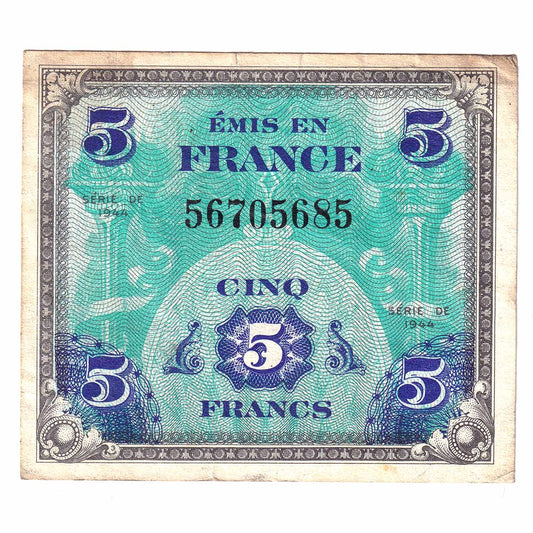 5 5
ÉMIS EN
FRANCE
SÉRIE DE
1944
56705685
CINQ
SÉRIE DE
1944
5
5 5
FRANCS